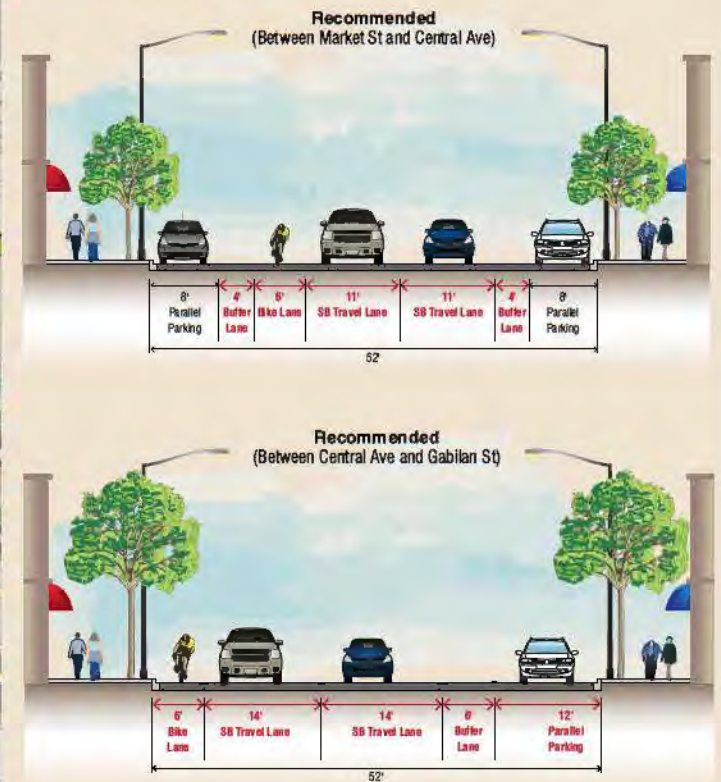 Recommended
(Between Market St and Central Ave)
8' 4' 6' 11' 11' 4' 8'
Parallel Buffer Bike Lane SB Travel Lane SB Travel Lane Buffer Parallel
Parking Lane Lane Parking
52'
Recommended
(Between Central Ave and Gabilan St)
6' 14' 14' 6' 12'
Bike SB Travel Lane SB Travel Lane Buffer Parallel
Lane Lane Parking
52'